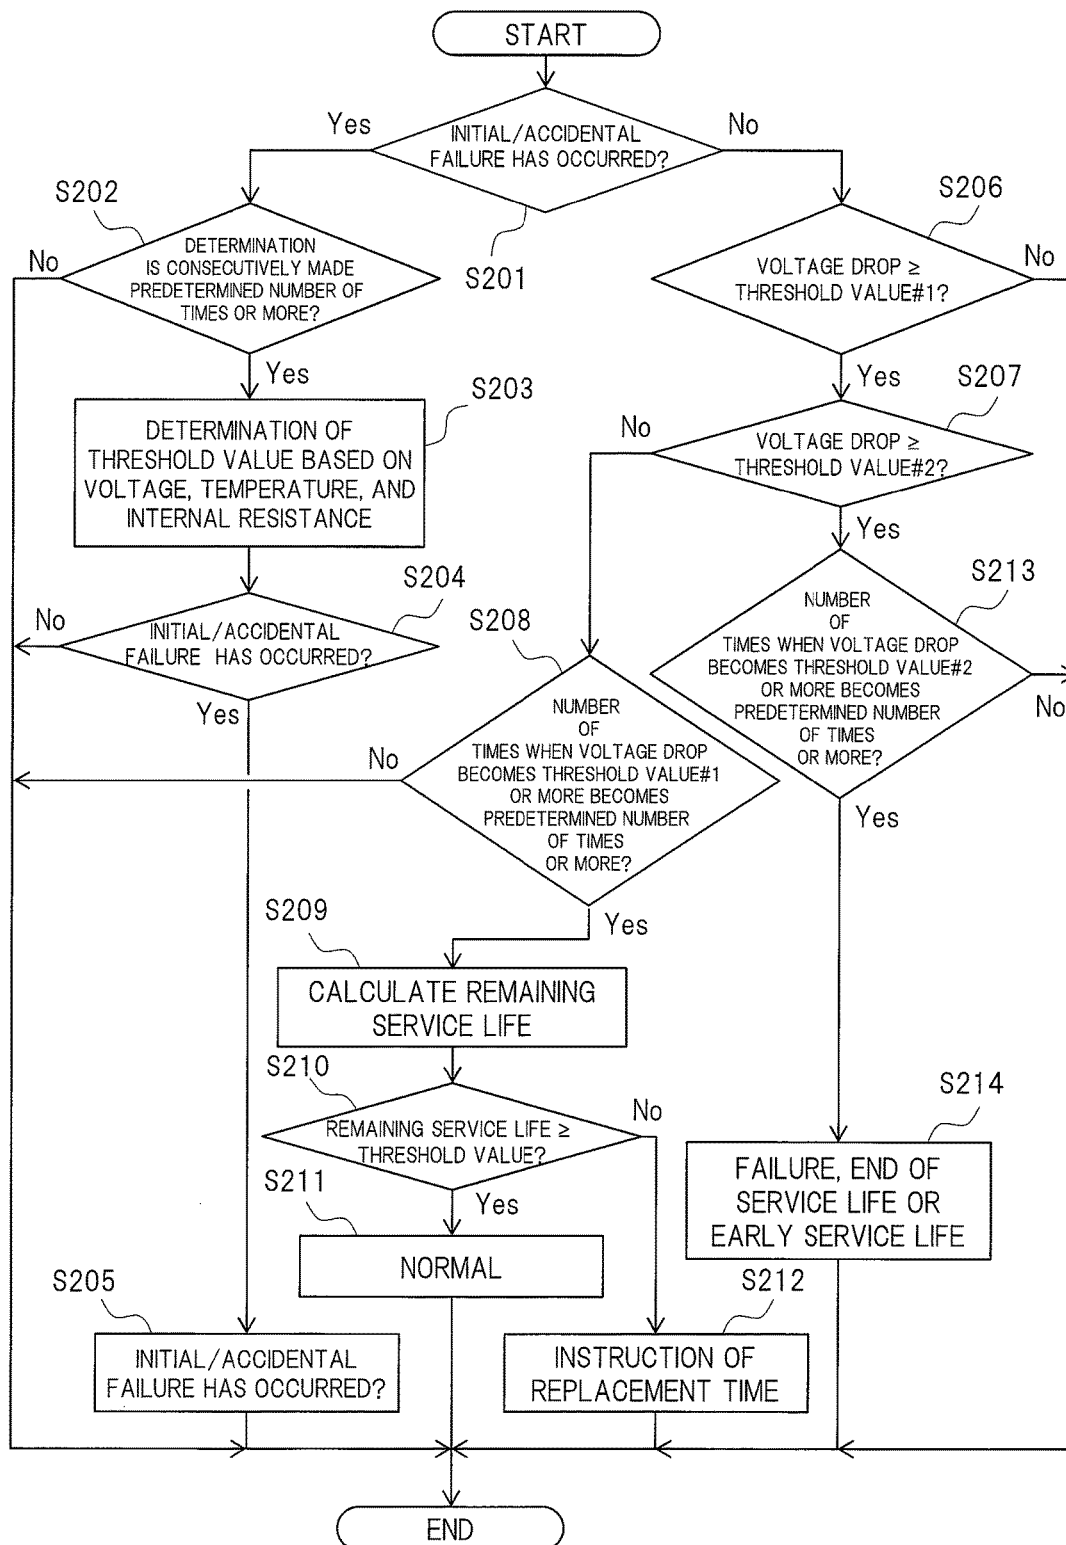 START
Yes
INITIAL/ACCIDENTAL
FAILURE HAS OCCURRED?
No
S201
S202
No
DETERMINATION
IS CONSECUTIVELY MADE
PREDETERMINED NUMBER OF
TIMES OR MORE?
Yes
S203
DETERMINATION OF
THRESHOLD VALUE BASED ON
VOLTAGE, TEMPERATURE, AND
INTERNAL RESISTANCE
S204
No
INITIAL/ACCIDENTAL
FAILURE HAS OCCURRED?
Yes
S206
No
VOLTAGE DROP ≥
THRESHOLD VALUE#1?
Yes
S207
No
VOLTAGE DROP ≥
THRESHOLD VALUE#2?
Yes
S213
NUMBER
OF
TIMES WHEN VOLTAGE DROP
BECOMES THRESHOLD VALUE#2
OR MORE BECOMES
PREDETERMINED NUMBER
OF TIMES
OR MORE?
No
Yes
S208
No
NUMBER
OF
TIMES WHEN VOLTAGE DROP
BECOMES THRESHOLD VALUE#1
OR MORE BECOMES
PREDETERMINED NUMBER
OF TIMES
OR MORE?
Yes
S209
CALCULATE REMAINING
SERVICE LIFE
S210
No
REMAINING SERVICE LIFE ≥
THRESHOLD VALUE?
Yes
S211
NORMAL
S214
FAILURE, END OF
SERVICE LIFE OR
EARLY SERVICE LIFE
S205
INITIAL/ACCIDENTAL
FAILURE HAS OCCURRED?
S212
INSTRUCTION OF
REPLACEMENT TIME
END